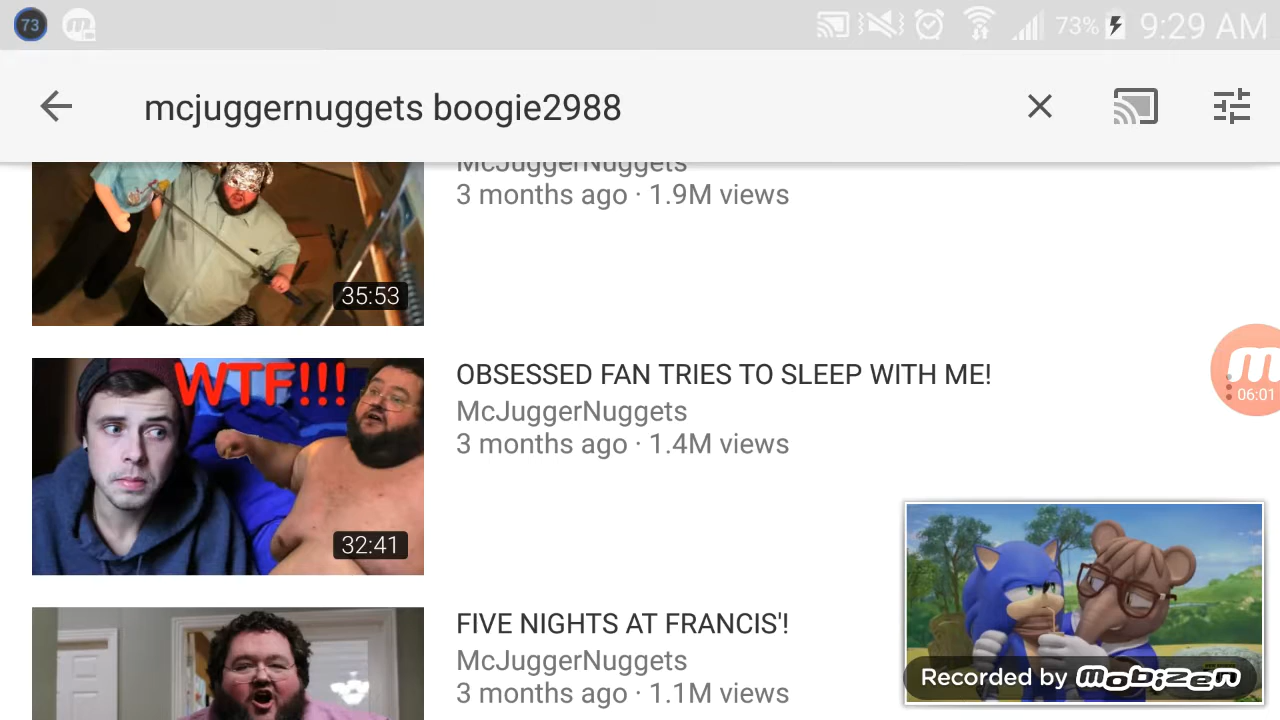 73
73%
9:29 AM
mcjuggernuggets boogie2988
McJuggerNuggets
3 months ago · 1.9M views
35:53
WTF!!!
OBSESSED FAN TRIES TO SLEEP WITH ME!
McJuggerNuggets
3 months ago · 1.4M views
32:41
06:01
FIVE NIGHTS AT FRANCIS'!
McJuggerNuggets
3 months ago · 1.1M views
Recorded by mobizen